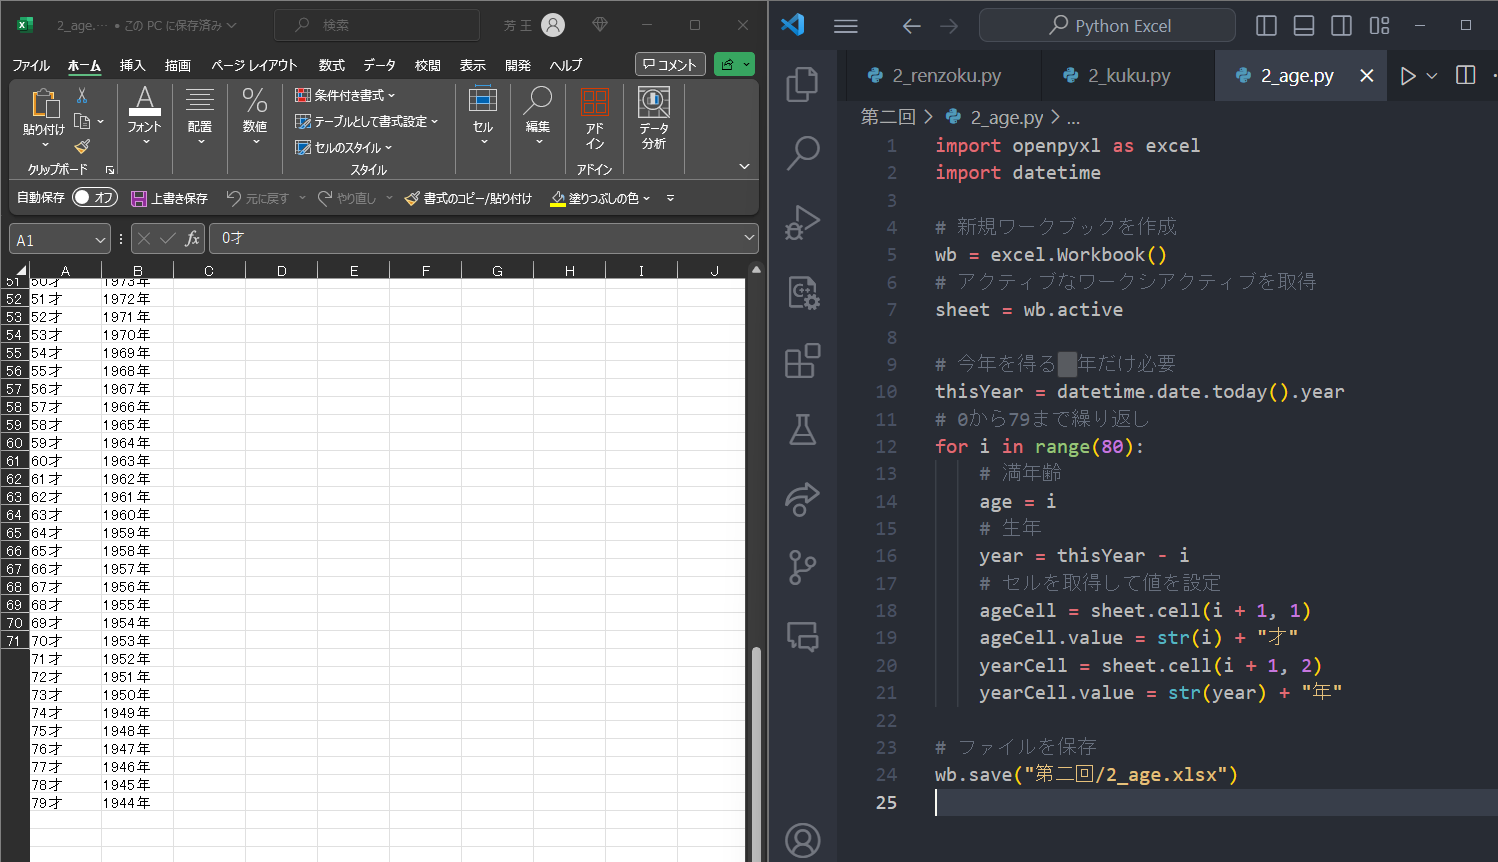 2_age.… • この PC に保存済み
検索
芳 王
ファイル ホーム 挿入 描画 ページ レイアウト 数式 データ 校閲 表示 開発 ヘルプ
コメント
貼り付け
クリップボード
フォント
配置
数値
条件付き書式
テーブルとして書式設定
セルのスタイル
スタイル
セル
編集
アド
イン
アドイン
データ
分析
自動保存 オフ 上書き保存 元に戻す やり直し 書式のコピー/貼り付け 塗りつぶしの色
A1 fx 0才
A B C D E F G H I J
51 50才 1973年
52 51才 1972年
53 52才 1971年
54 53才 1970年
55 54才 1969年
56 55才 1968年
57 56才 1967年
58 57才 1966年
59 58才 1965年
60 59才 1964年
61 60才 1963年
62 61才 1962年
63 62才 1961年
64 63才 1960年
65 64才 1959年
66 65才 1958年
67 66才 1957年
68 67才 1956年
69 68才 1955年
70 69才 1954年
71 70才 1953年
71才 1952年
72才 1951年
73才 1950年
74才 1949年
75才 1948年
76才 1947年
77才 1946年
78才 1945年
79才 1944年
Python Excel
2_renzoku.py 2_kuku.py 2_age.py
第二回 > 2_age.py > ...
1 import openpyxl as excel
2 import datetime
3
4 # 新規ワークブックを作成
5 wb = excel.Workbook()
6 # アクティブなワークシアクティブを取得
7 sheet = wb.active
8
9 # 今年を得る　年だけ必要
10 thisYear = datetime.date.today().year
11 # 0から79まで繰り返し
12 for i in range(80):
13 # 満年齢
14 age = i
15 # 生年
16 year = thisYear - i
17 # セルを取得して値を設定
18 ageCell = sheet.cell(i + 1, 1)
19 ageCell.value = str(i) + "才"
20 yearCell = sheet.cell(i + 1, 2)
21 yearCell.value = str(year) + "年"
22
23 # ファイルを保存
24 wb.save("第二回/2_age.xlsx")
25